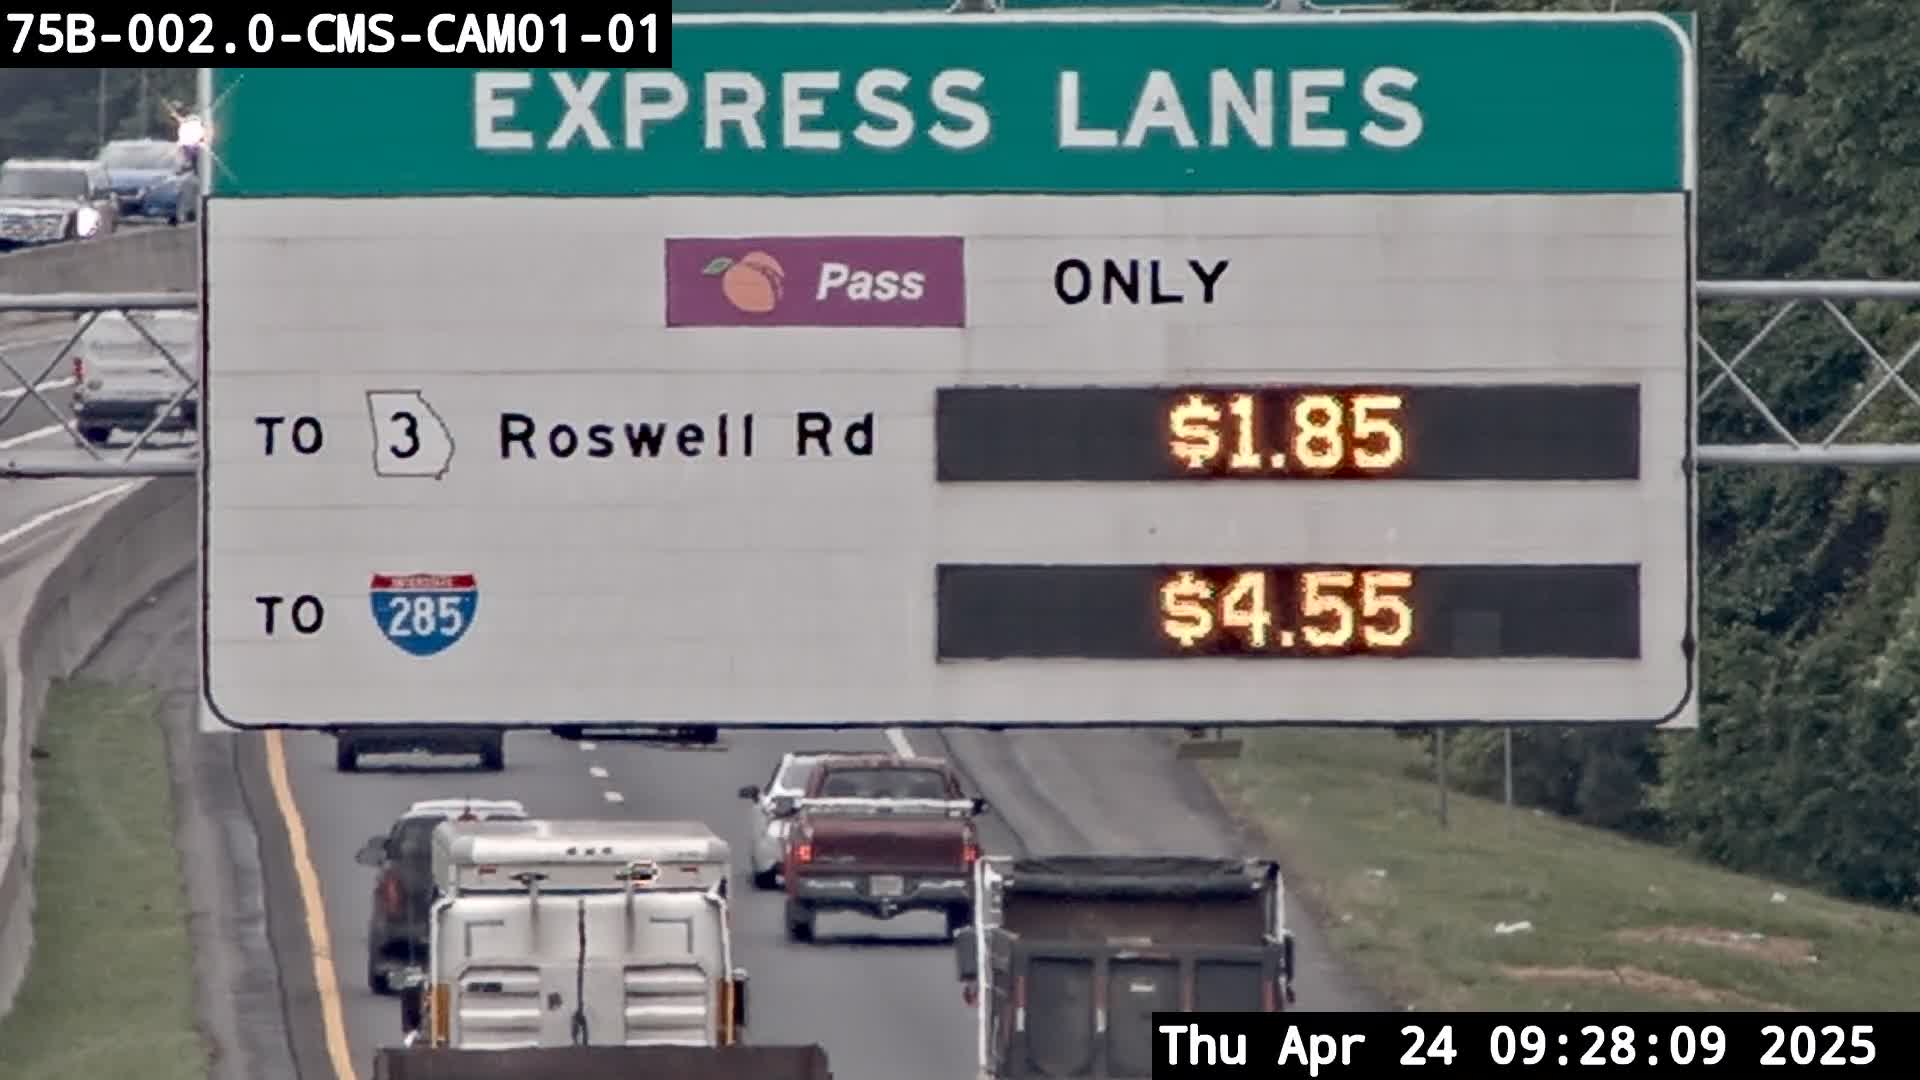 75B-002.0-CMS-CAM01-01
EXPRESS LANES
Pass ONLY
TO 3 Roswell Rd $1.85
INTERSTATE
TO 285 $4.55
Thu Apr 24 09:28:09 2025